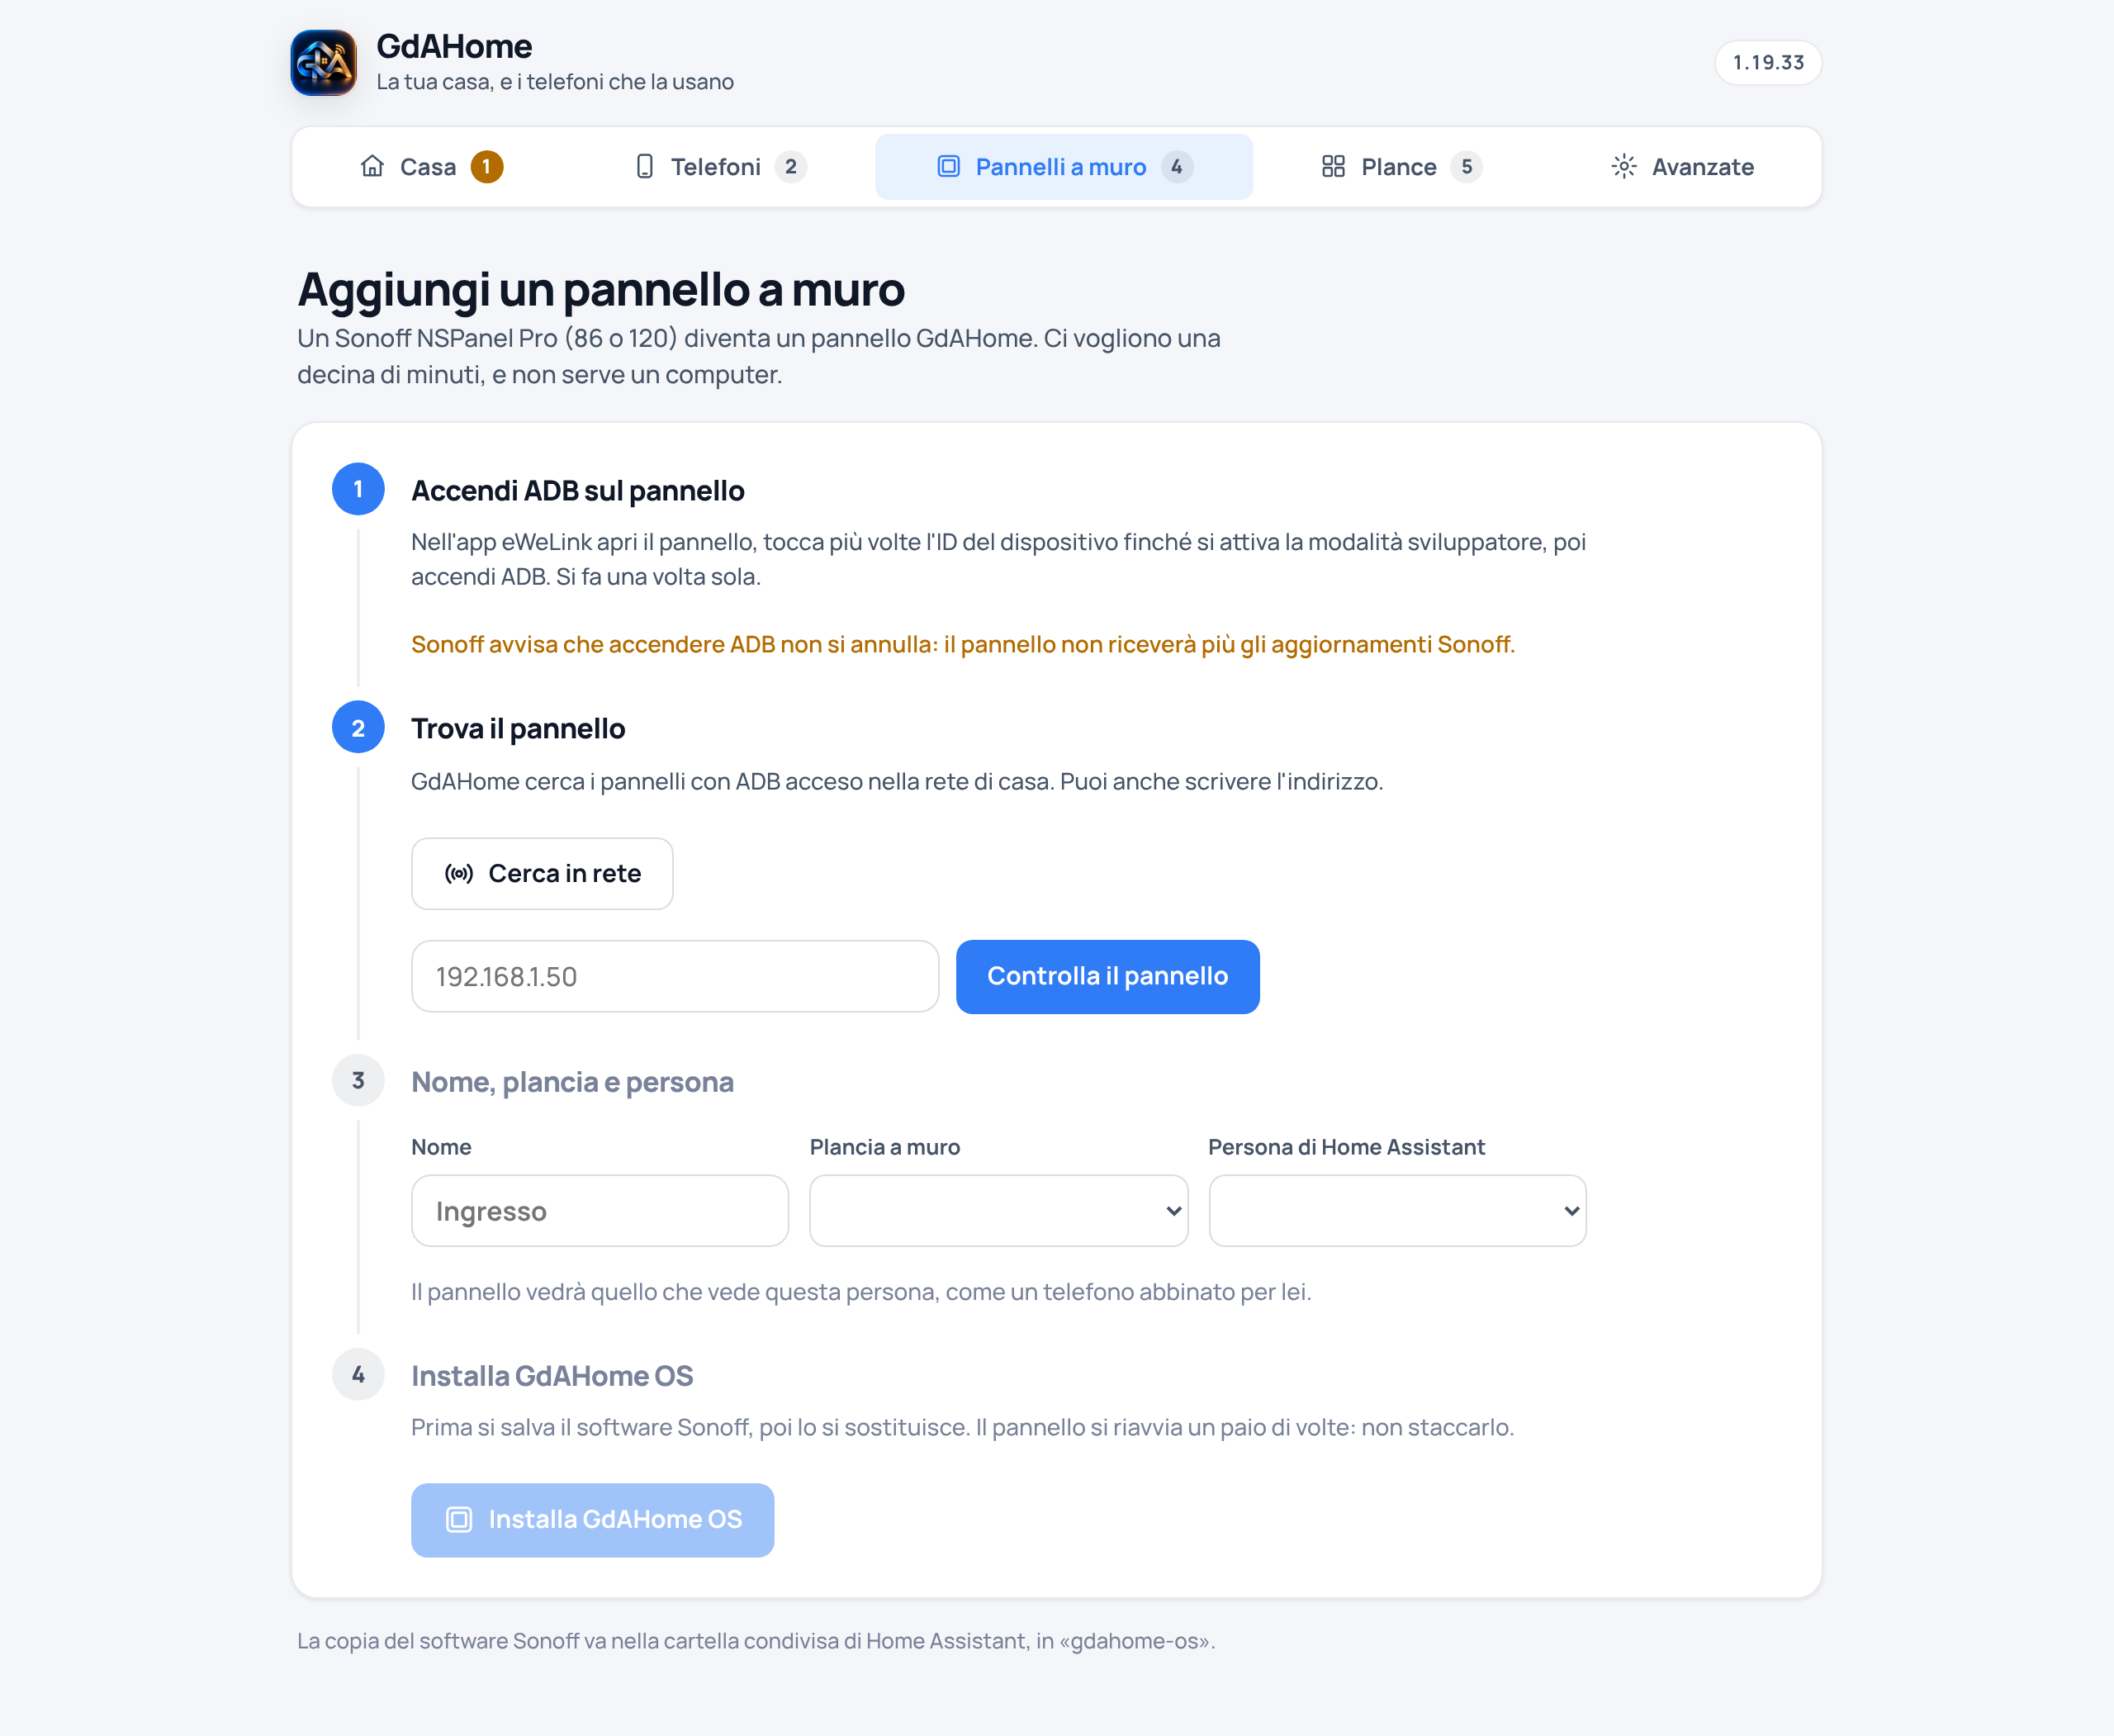 GdAHome
La tua casa, e i telefoni che la usano
1.19.33
Casa 1
Telefoni 2
Pannelli a muro 4
Plance 5
Avanzate
Aggiungi un pannello a muro
Un Sonoff NSPanel Pro (86 o 120) diventa un pannello GdAHome. Ci vogliono una
decina di minuti, e non serve un computer.
1 Accendi ADB sul pannello
Nell'app eWeLink apri il pannello, tocca più volte l'ID del dispositivo finché si attiva la modalità sviluppatore, poi
accendi ADB. Si fa una volta sola.
Sonoff avvisa che accendere ADB non si annulla: il pannello non riceverà più gli aggiornamenti Sonoff.
2 Trova il pannello
GdAHome cerca i pannelli con ADB acceso nella rete di casa. Puoi anche scrivere l'indirizzo.
Cerca in rete
192.168.1.50
Controlla il pannello
3 Nome, plancia e persona
Nome
Plancia a muro
Persona di Home Assistant
Ingresso
Il pannello vedrà quello che vede questa persona, come un telefono abbinato per lei.
4 Installa GdAHome OS
Prima si salva il software Sonoff, poi lo si sostituisce. Il pannello si riavvia un paio di volte: non staccarlo.
Installa GdAHome OS
La copia del software Sonoff va nella cartella condivisa di Home Assistant, in «gdahome-os».